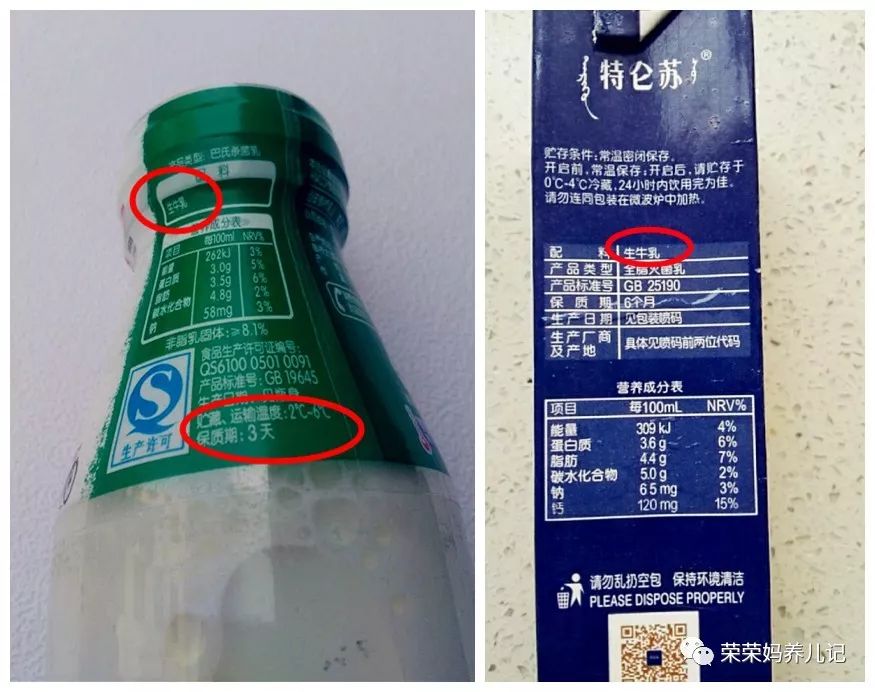 产品类型: 巴氏杀菌乳
料
生牛乳
营养成分表
项目 每100ml NRV%
能量 262kJ 3%
蛋白质 3.0g 5%
脂肪 3.5g 6%
碳水化合物 4.8g 2%
钠 58mg 3%
非脂乳固体: ≥8.1%
食品生产许可证编号:
QS6100 0501 0091
产品标准号: GB 19645
生产日期: 见瓶身
贮藏、运输温度: 2℃-6℃
保质期: 3 天
生产许可
特仑苏®
贮存条件: 常温密闭保存。
开启前, 常温保存; 开启后, 请贮存于
0℃-4℃冷藏, 24小时内饮用完为佳。
请勿连同包装在微波炉中加热。
配料 生牛乳
产品类型 全脂灭菌乳
产品标准号 GB 25190
保质期 6个月
生产日期 见包装喷码
生产厂商
及产地 具体见喷码前两位代码
营养成分表
项目 每100mL NRV%
能量 309 kJ 4%
蛋白质 3.6 g 6%
脂肪 4.4 g 7%
碳水化合物 5.0 g 2%
钠 65 mg 3%
钙 120 mg 15%
请勿乱扔空包 保持环境清洁
PLEASE DISPOSE PROPERLY
荣荣妈养儿记